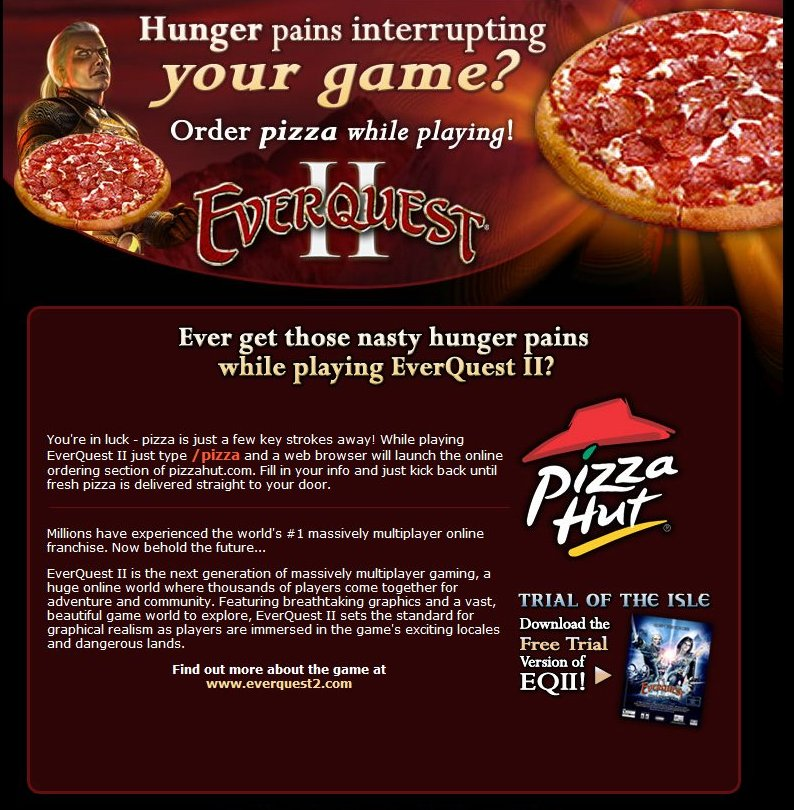 Hunger pains interrupting
your game?
Order pizza while playing!
EVERQUEST II®
Ever get those nasty hunger pains
while playing EverQuest II?
You're in luck - pizza is just a few key strokes away! While playing
EverQuest II just type /pizza and a web browser will launch the online
ordering section of pizzahut.com. Fill in your info and just kick back until
fresh pizza is delivered straight to your door.
Pizza
Hut®
Millions have experienced the world's #1 massively multiplayer online
franchise. Now behold the future...
EverQuest II is the next generation of massively multiplayer gaming, a
huge online world where thousands of players come together for
adventure and community. Featuring breathtaking graphics and a vast,
beautiful game world to explore, EverQuest II sets the standard for
graphical realism as players are immersed in the game's exciting locales
and dangerous lands.
Find out more about the game at
www.everquest2.com
TRIAL OF THE ISLE
Download the
Free Trial
Version of
EQII!
EVERQUEST